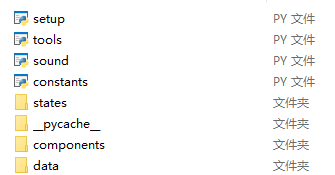 setup PY 文件
tools PY 文件
sound PY 文件
constants PY 文件
states 文件夹
__pycache__ 文件夹
components 文件夹
data 文件夹